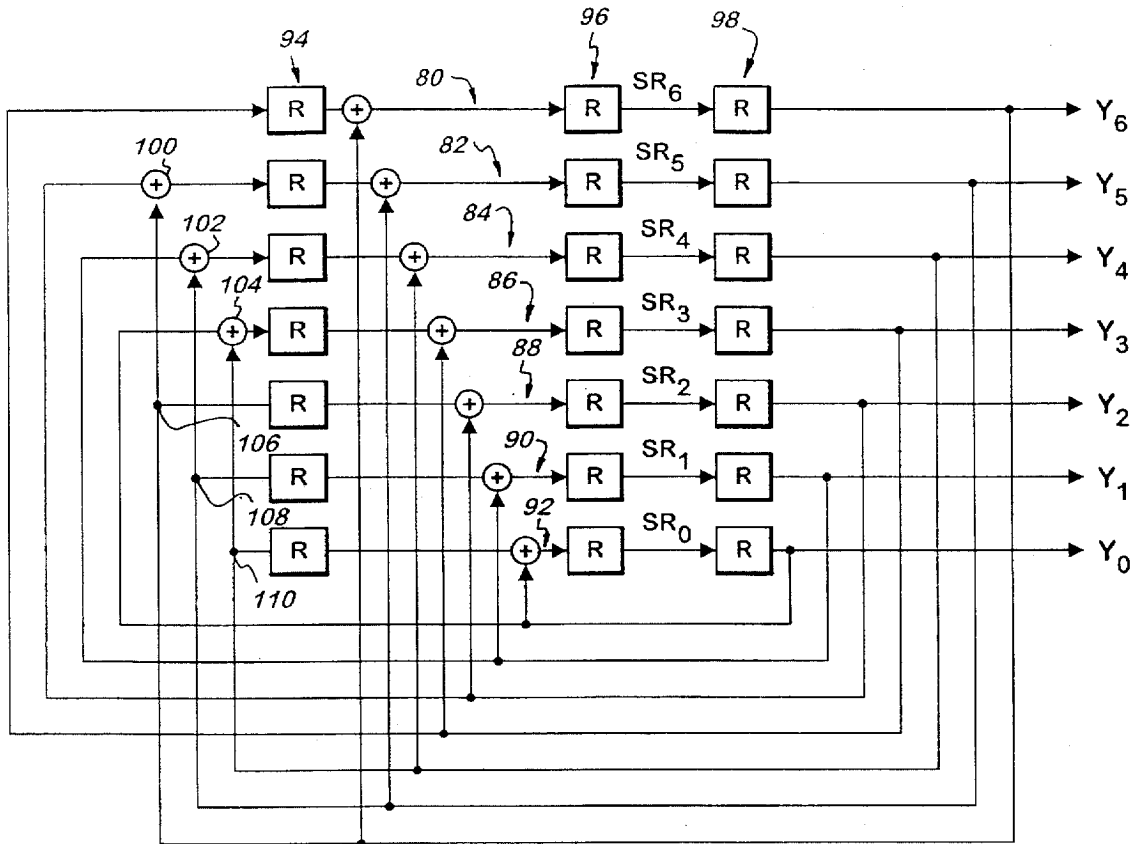 96
98
94
80
SR6
R + R R Y6
100
82
SR5
+ R + R R Y5
102
84
SR4
+ R + R R Y4
104
86
SR3
+ R + R R Y3
88
SR2
R + R R Y2
106
90
SR1
R + R R Y1
108
92
SR0
R + R R Y0
110